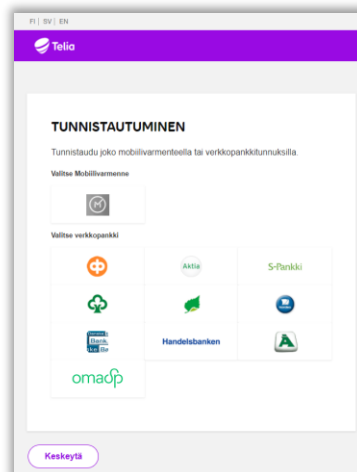 FI | SV | EN
Telia
TUNNISTAUTUMINEN
Tunnistaudu joko mobiilivarmenteella tai verkkopankkitunnuksilla.
Valitse Mobiilivarmenne
Valitse verkkopankki
Aktia
S-Pankki
Bank
Handelsbanken
A
omasp
Keskeytä